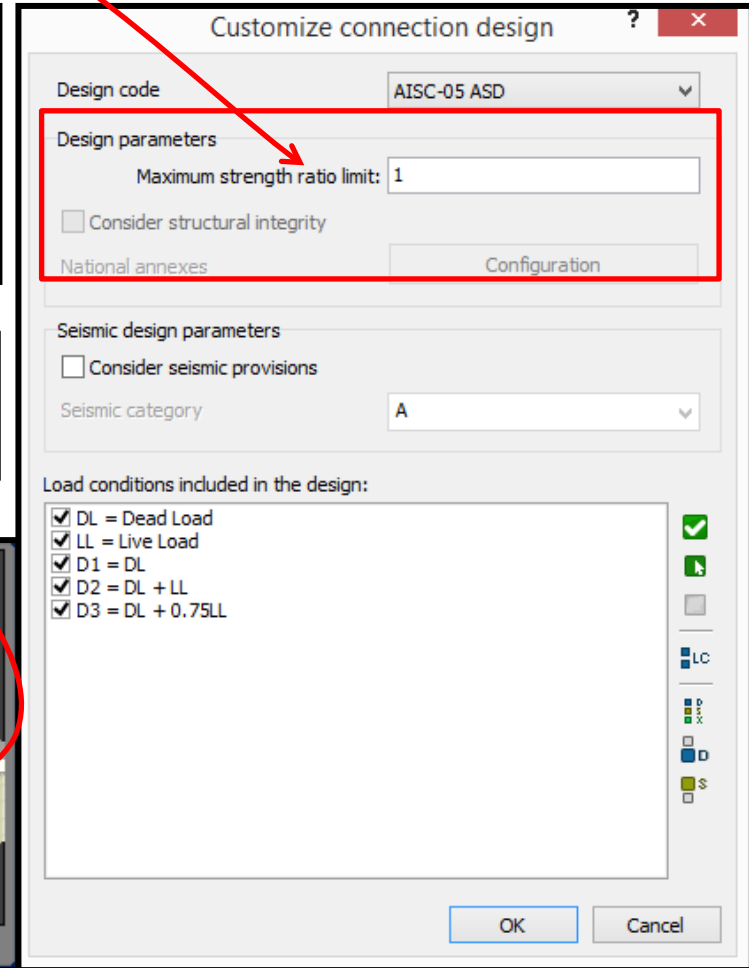 Customize connection design ? ×
Design code AISC-05 ASD
Design parameters
Maximum strength ratio limit: 1
Consider structural integrity
National annexes Configuration
Seismic design parameters
Consider seismic provisions
Seismic category A
Load conditions included in the design:
DL = Dead Load
LL = Live Load
D1 = DL
D2 = DL + LL
D3 = DL + 0.75LL
LC
D
S
X
D
S
OK Cancel